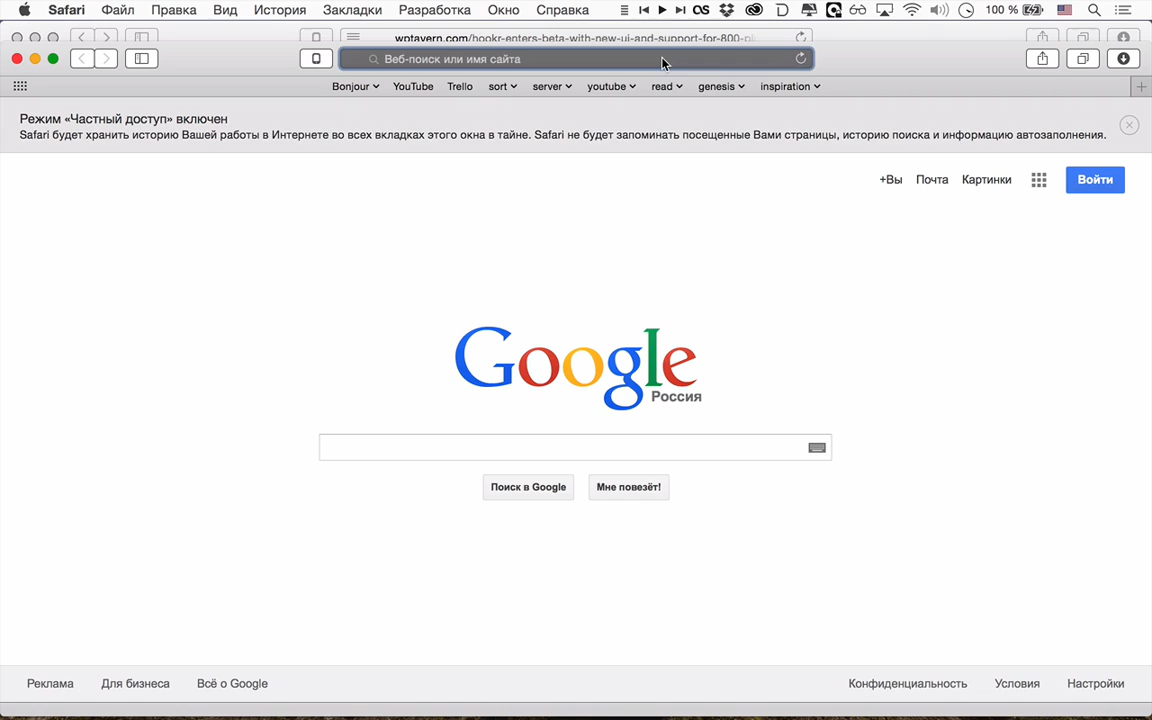 Safari Файл Правка Вид История Закладки Разработка Окно Справка 100 %
wptavern.com/hookr-enters-beta-with-new-ui-and-support-for-800-pl
Веб-поиск или имя сайта
Bonjour YouTube Trello sort server youtube read genesis inspiration
Режим «Частный доступ» включен
Safari будет хранить историю Вашей работы в Интернете во всех вкладках этого окна в тайне. Safari не будет запоминать посещенные Вами страницы, историю поиска и информацию автозаполнения.
+Вы Почта Картинки Войти
Google
Россия
Поиск в Google Мне повезёт!
Реклама Для бизнеса Всё о Google Конфиденциальность Условия Настройки